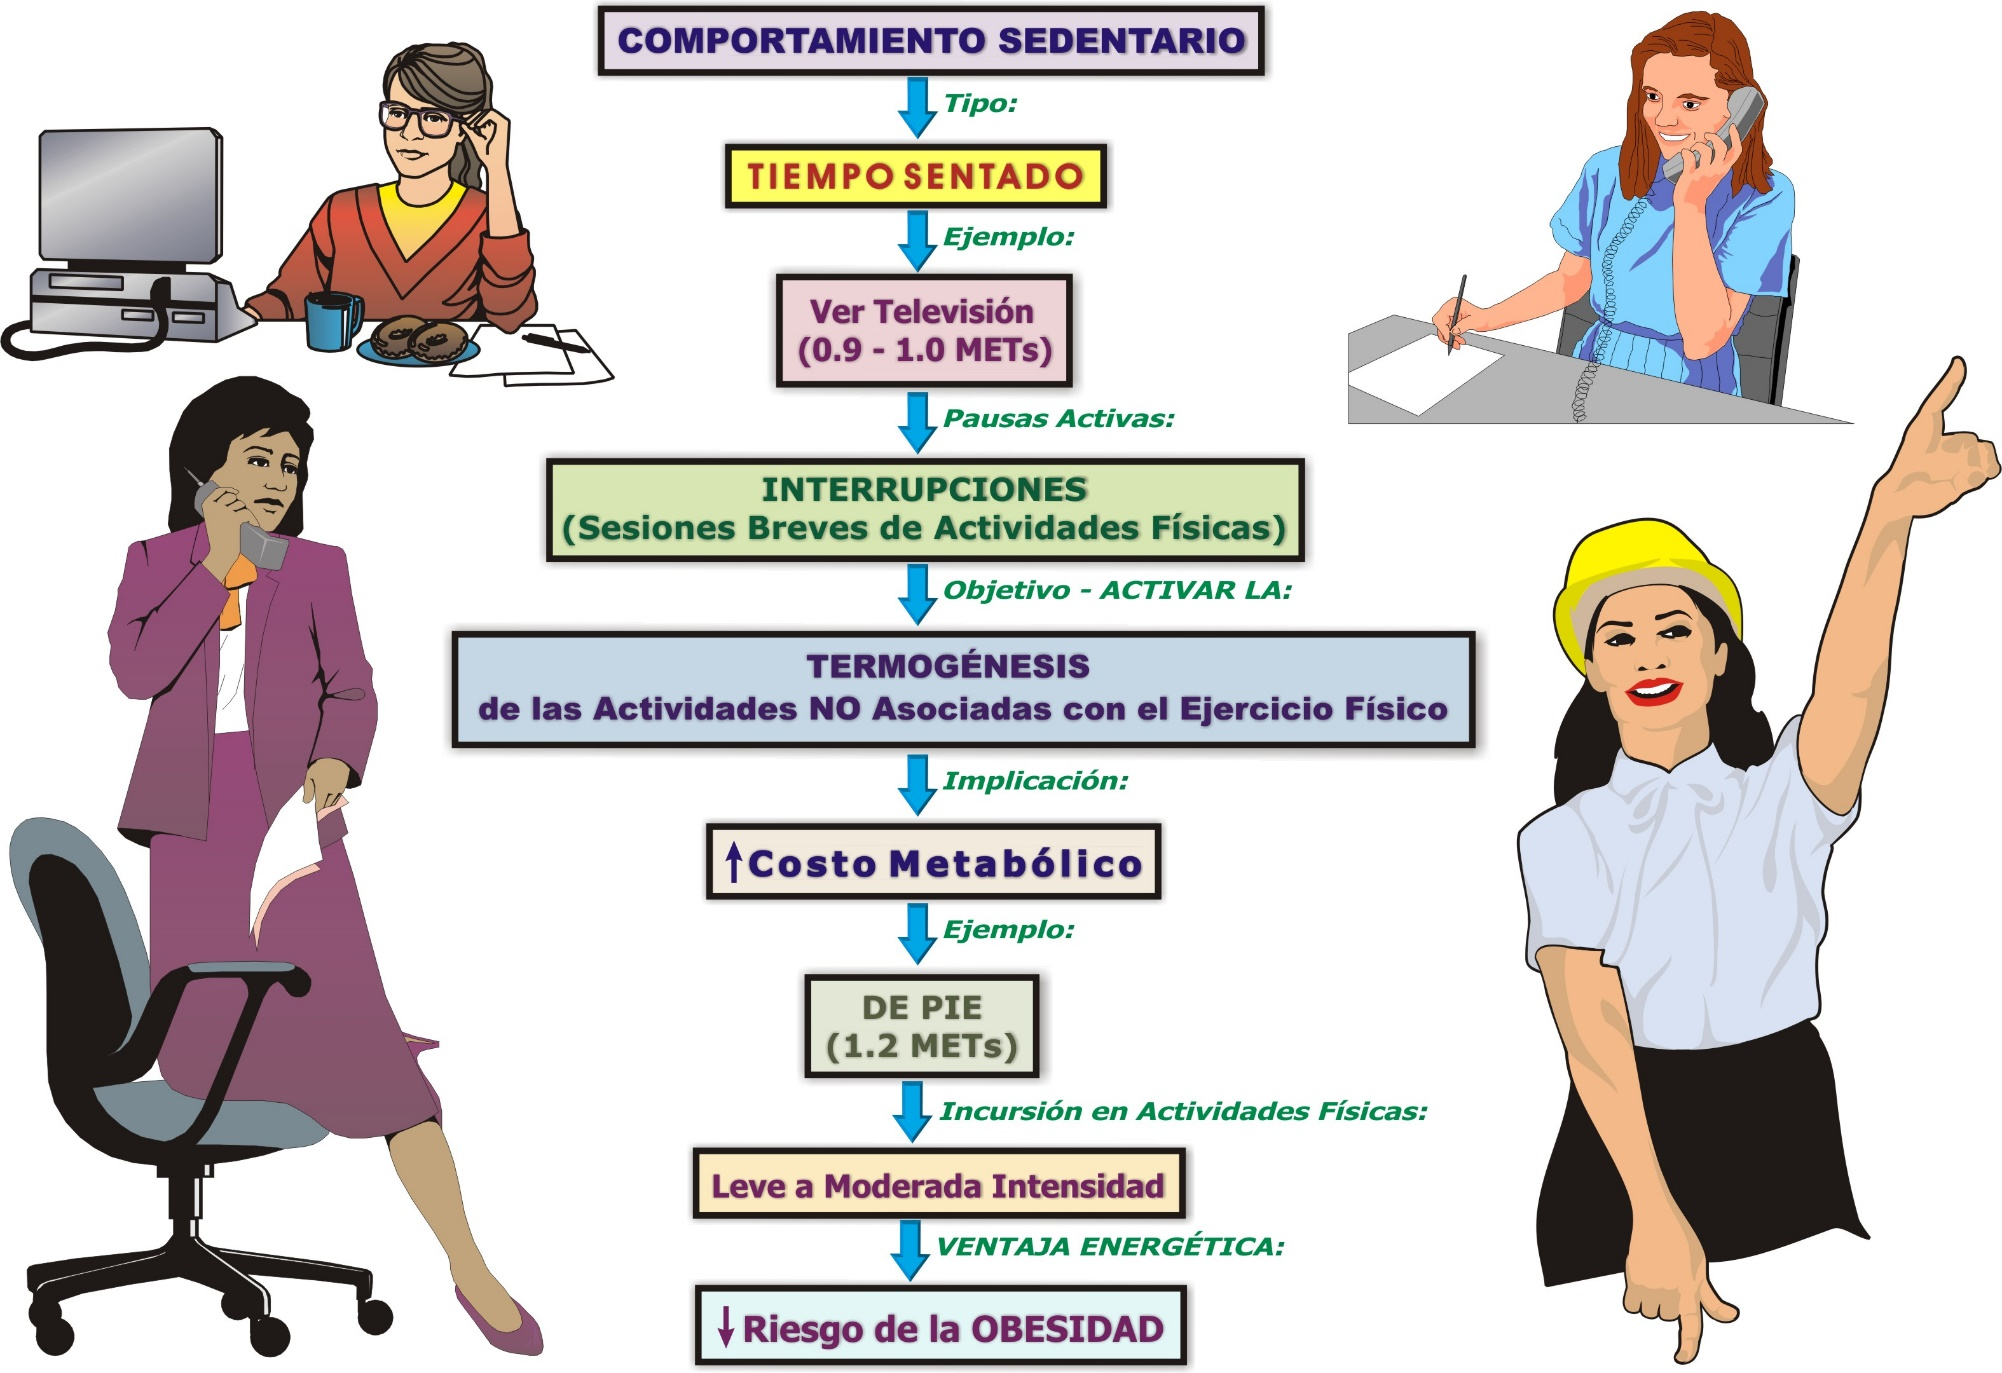 COMPORTAMIENTO SEDENTARIO
Tipo:
TIEMPO SENTADO
Ejemplo:
Ver Televisión
(0.9 - 1.0 METs)
Pausas Activas:
INTERRUPCIONES
(Sesiones Breves de Actividades Físicas)
Objetivo - ACTIVAR LA:
TERMOGÉNESIS
de las Actividades NO Asociadas con el Ejercicio Físico
Implicación:
↑Costo Metabólico
Ejemplo:
DE PIE
(1.2 METs)
Incursión en Actividades Físicas:
Leve a Moderada Intensidad
VENTAJA ENERGÉTICA:
↓Riesgo de la OBESIDAD